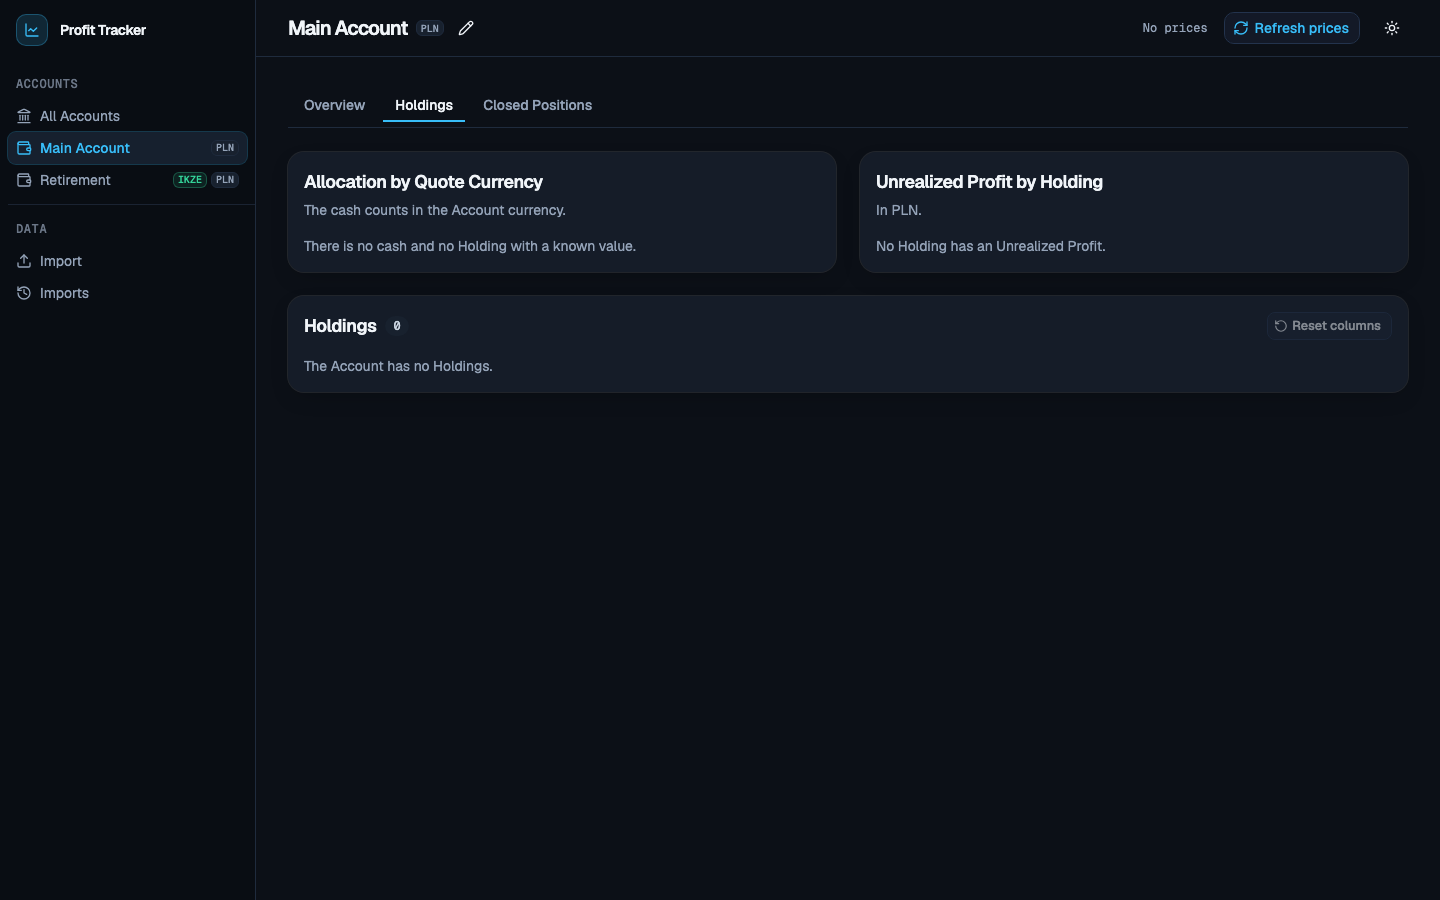 Profit Tracker
Main Account PLN
No prices
Refresh prices
ACCOUNTS
All Accounts
Main Account PLN
Retirement IKZE PLN
DATA
Import
Imports
Overview Holdings Closed Positions
Allocation by Quote Currency
The cash counts in the Account currency.
There is no cash and no Holding with a known value.
Unrealized Profit by Holding
In PLN.
No Holding has an Unrealized Profit.
Holdings 0
Reset columns
The Account has no Holdings.